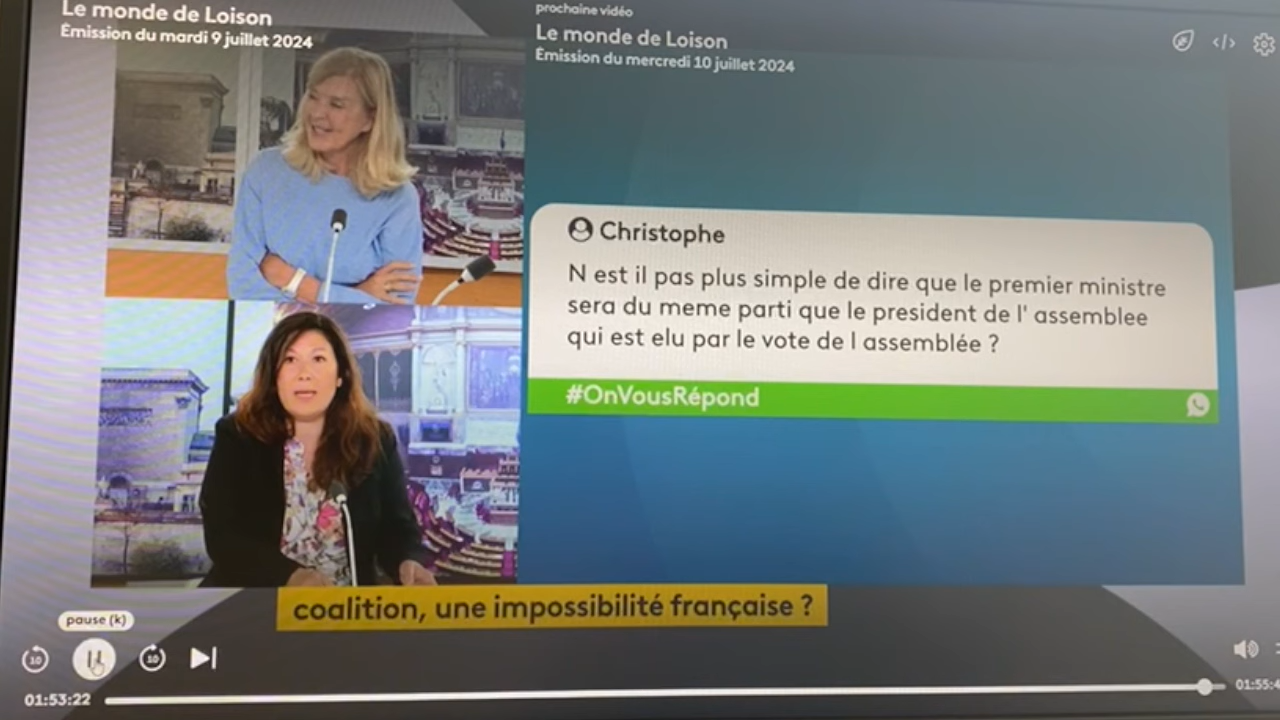 Le monde de Loison
Émission du mardi 9 juillet 2024
prochaine vidéo
Le monde de Loison
Émission du mercredi 10 juillet 2024
Christophe
N est il pas plus simple de dire que le premier ministre
sera du meme parti que le president de l' assemblee
qui est elu par le vote de l assemblée ?
#OnVousRépond
coalition, une impossibilité française ?
pause (k)
10
10
01:53:22